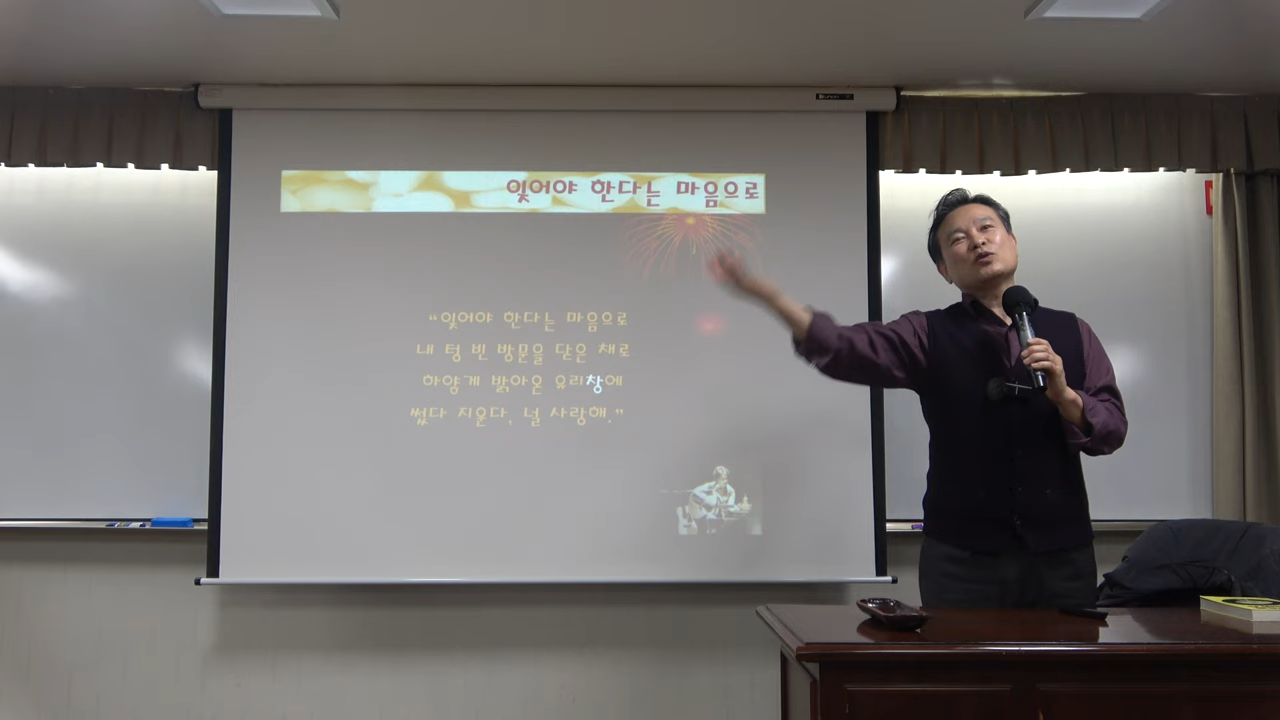 잊어야 한다는 마음으로
“잊어야 한다는 마음으로
내 텅 빈 방문을 닫은 채로
하얗게 밝아온 유리창에
썼다 지운다, 널 사랑해.”